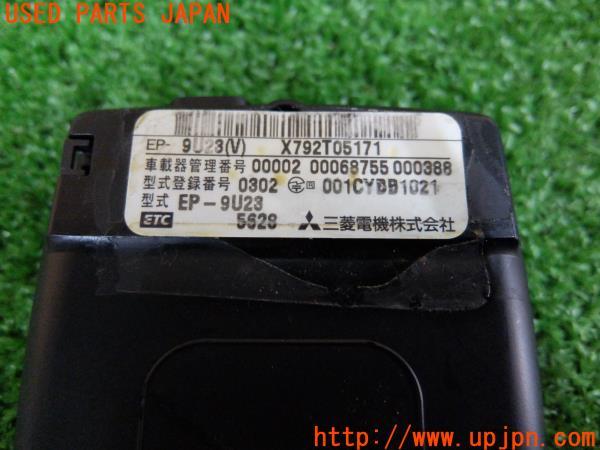 USED PARTS JAPAN
EP- 9U23(V) X792T05171
車載器管理番号 00002 00068755 000388
型式登録番号 0302 001CYBB1021
型式 EP-9U23
ETC 5628 三菱電機株式会社
UPJ
http://www.upjpn.com/